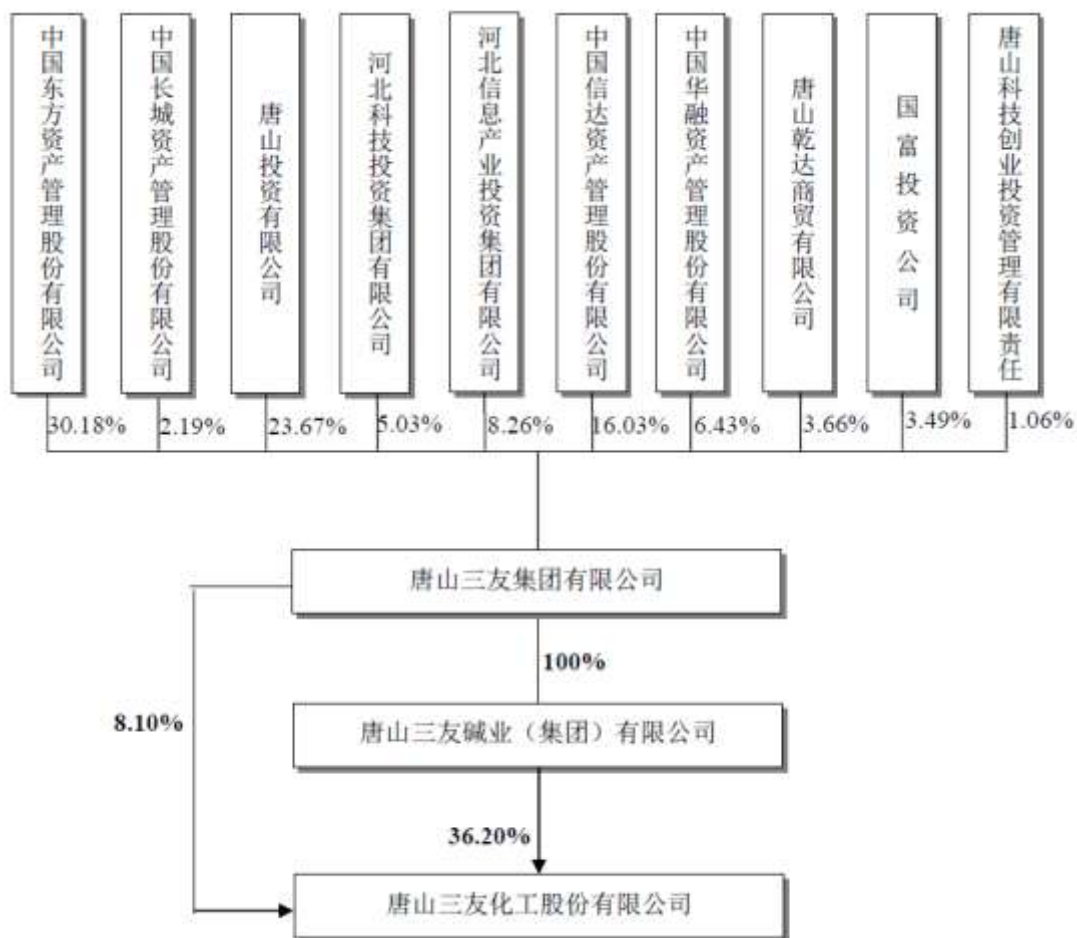 中国东方资产管理股份有限公司
中国长城资产管理股份有限公司
唐山投资有限公司
河北科技投资集团有限公司
河北信息产业投资集团有限公司
中国信达资产管理股份有限公司
中国华融资产管理股份有限公司
唐山乾达商贸有限公司
国富投资公司
唐山科技创业投资管理有限责任
30.18%
2.19%
23.67%
5.03%
8.26%
16.03%
6.43%
3.66%
3.49%
1.06%
唐山三友集团有限公司
100%
8.10%
唐山三友碱业（集团）有限公司
36.20%
唐山三友化工股份有限公司